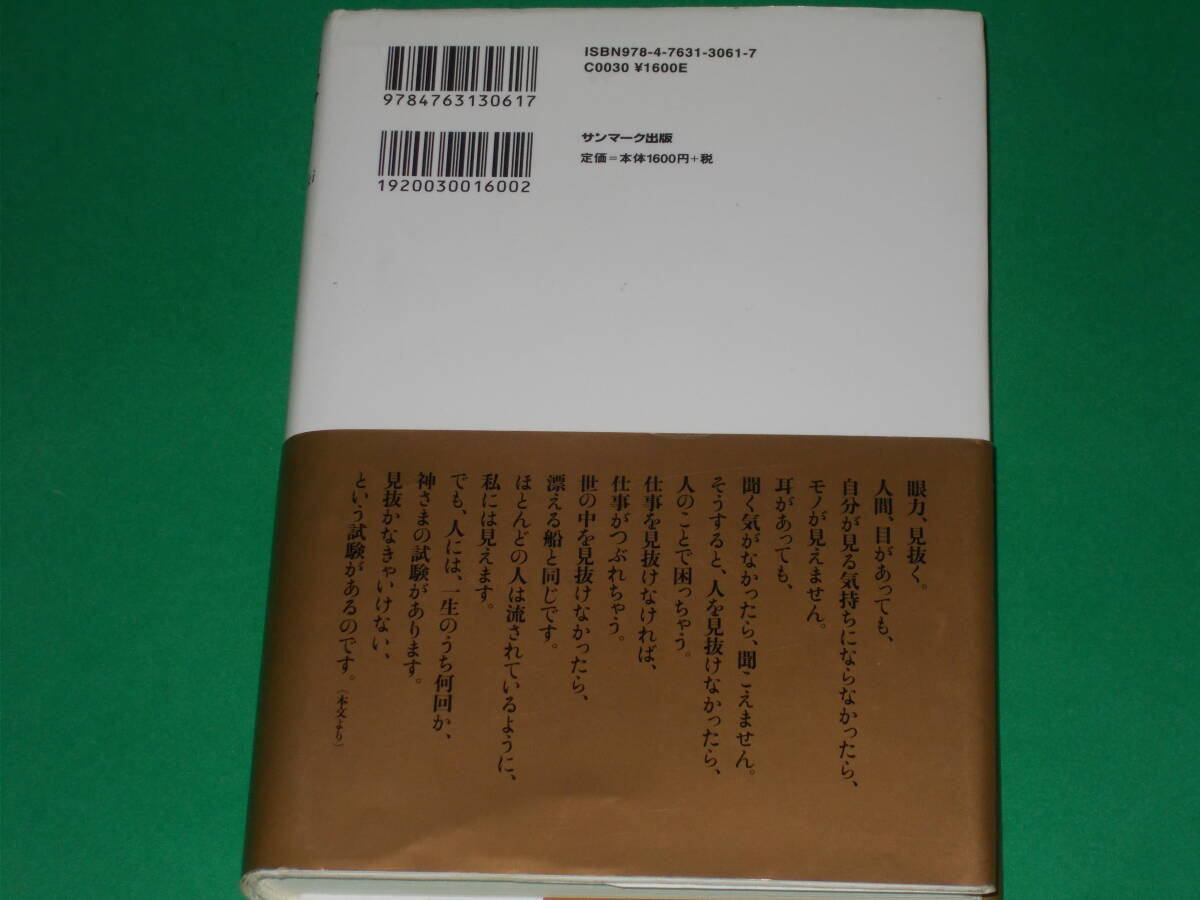 ISBN978-4-7631-3061-7
C0030 ¥1600E
9784763130617
サンマーク出版
定価＝本体1600円＋税
1920030016002
眼力、見抜く。
人間、目があっても、
自分が見る気持ちにならなかったら、
モノが見えません。
耳があっても、
聞く気がなかったら、聞こえません。
そうすると、人を見抜けなかったら、
人のことで困っちゃう。
仕事を見抜けなければ、
仕事がつぶれちゃう。
世の中を見抜けなかったら、
漂える船と同じです。
ほとんどの人は流されているように、
私には見えます。
でも、人には、一生のうち何回か、
神さまの試験があります。
見抜かなきゃいけない、
という試験があるのです。（本文より）